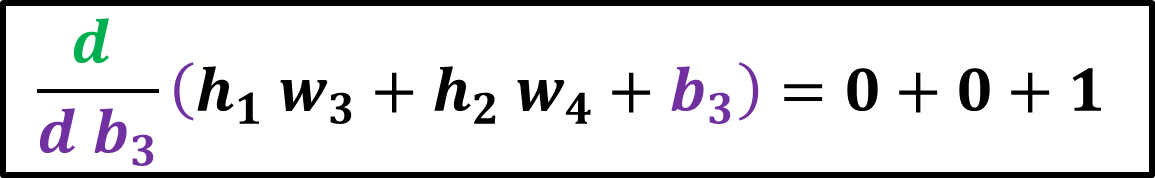 d/(d b₃) (h₁ w₃ + h₂ w₄ + b₃) = 0 + 0 + 1